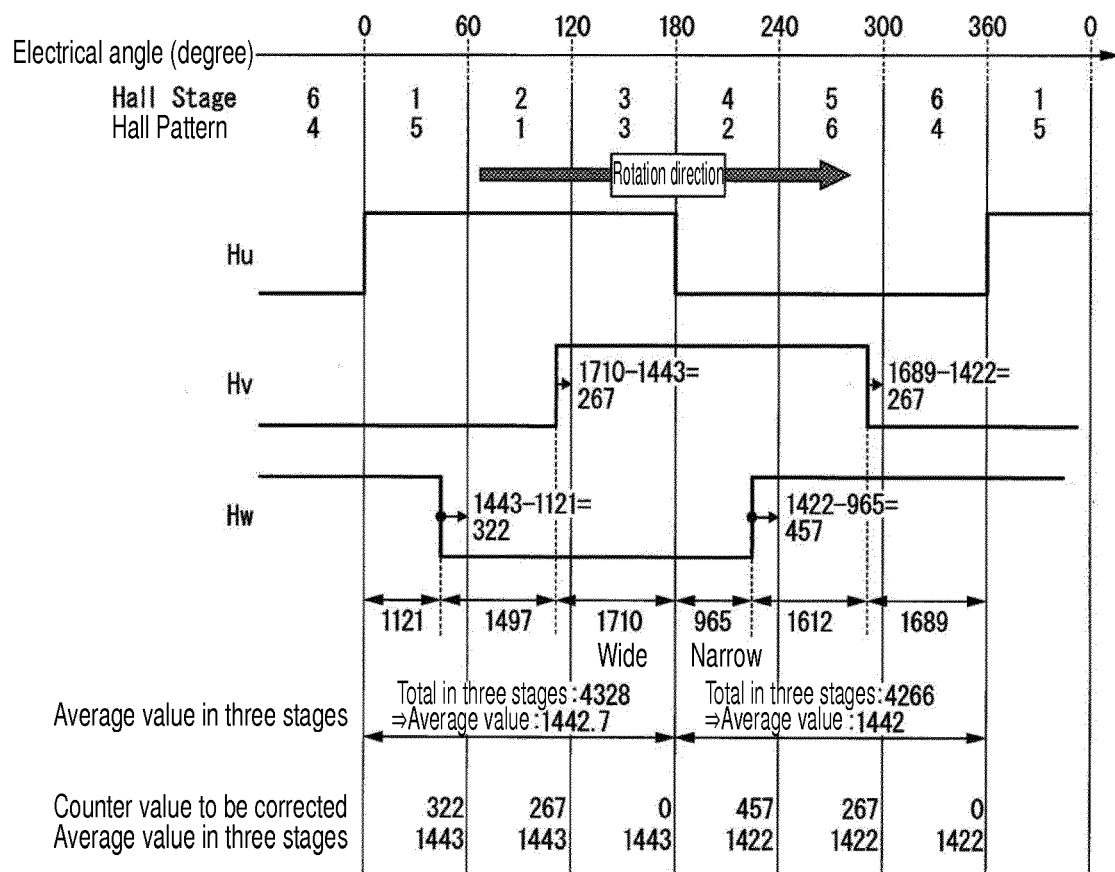 0 60 120 180 240 300 360 0
Electrical angle (degree)
Hall Stage 6 1 2 3 4 5 6 1
Hall Pattern 4 5 1 3 2 6 4 5
Rotation direction
Hu
Hv
1710-1443=
267
1689-1422=
267
Hw
1443-1121=
322
1422-965=
457
1121 1497 1710 965 1612 1689
Wide Narrow
Total in three stages:4328
⇒Average value:1442.7
Total in three stages:4266
⇒Average value:1442
Average value in three stages
Counter value to be corrected 322 267 0 457 267 0
Average value in three stages 1443 1443 1443 1422 1422 1422